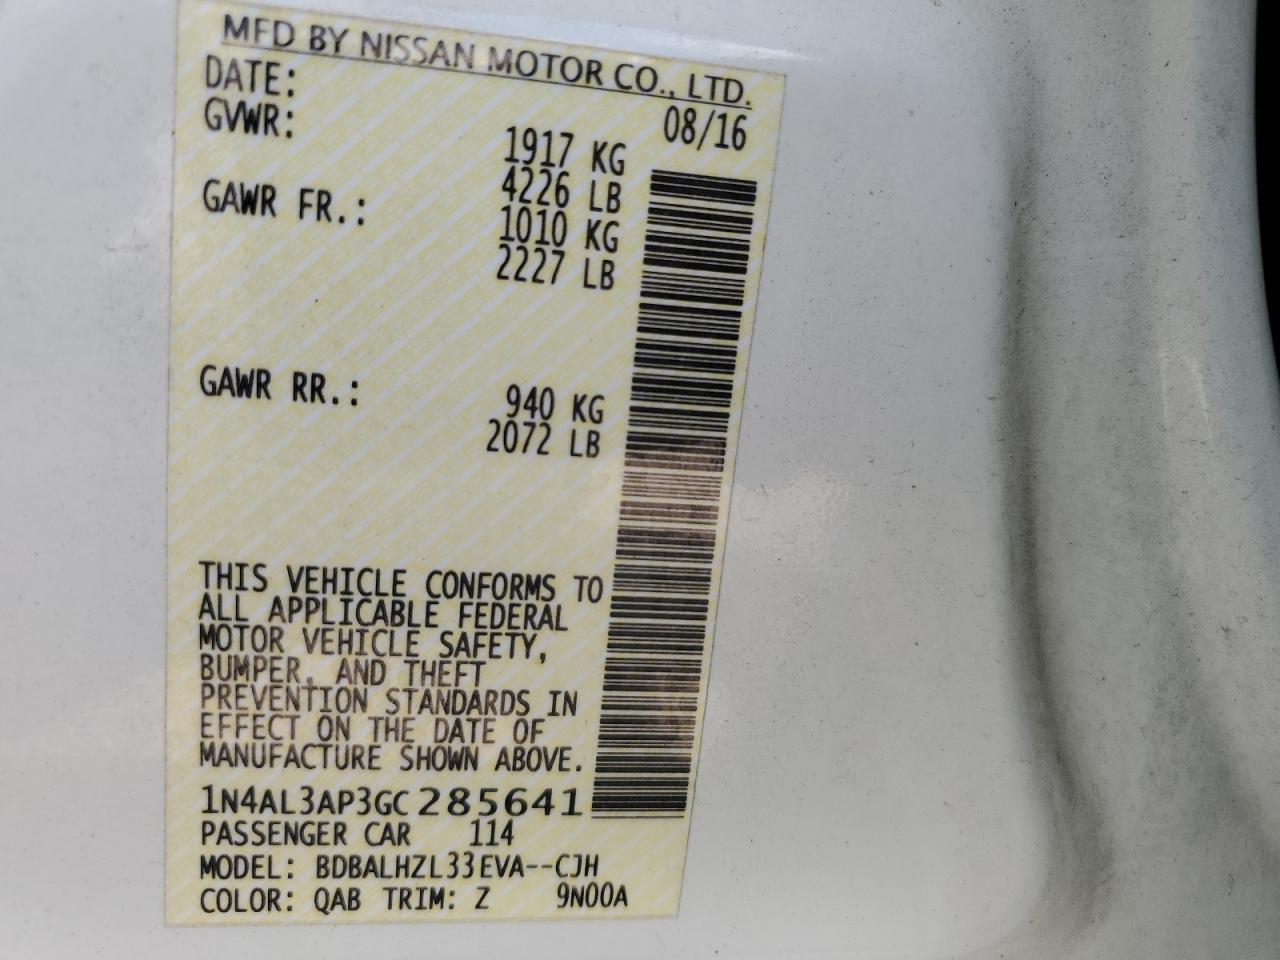 MFD BY NISSAN MOTOR CO., LTD.
DATE: 08/16
GVWR: 1917 KG
4226 LB
GAWR FR.: 1010 KG
2227 LB
GAWR RR.: 940 KG
2072 LB
THIS VEHICLE CONFORMS TO
ALL APPLICABLE FEDERAL
MOTOR VEHICLE SAFETY,
BUMPER, AND THEFT
PREVENTION STANDARDS IN
EFFECT ON THE DATE OF
MANUFACTURE SHOWN ABOVE.
1N4AL3AP3GC285641
PASSENGER CAR 114
MODEL: BDBALHZL33EVA--CJH
COLOR: QAB TRIM: Z 9N00A